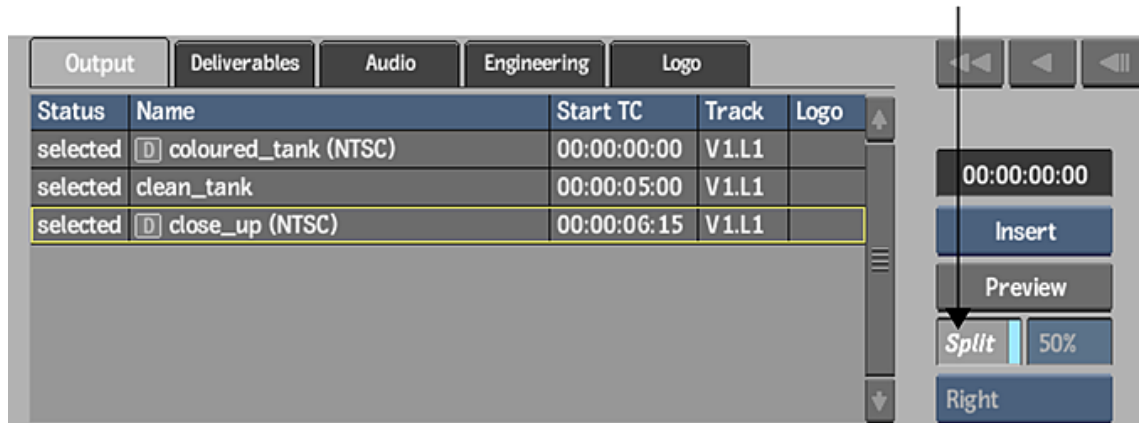 Output Deliverables Audio Engineering Logo
Status Name Start TC Track Logo
selected D coloured_tank (NTSC) 00:00:00:00 V1.L1
selected clean_tank 00:00:05:00 V1.L1
selected D close_up (NTSC) 00:00:06:15 V1.L1
00:00:00:00
Insert
Preview
Split 50%
Right